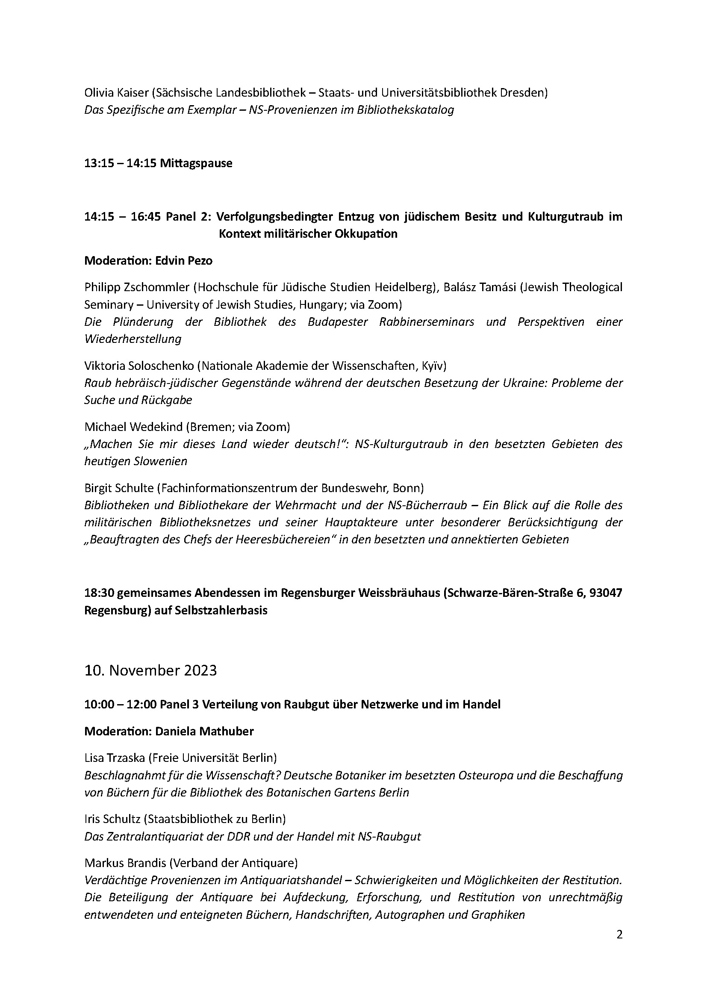 Olivia Kaiser (Sächsische Landesbibliothek – Staats- und Universitätsbibliothek Dresden)
Das Spezifische am Exemplar – NS-Provenienzen im Bibliothekskatalog
13:15 – 14:15 Mittagspause
14:15 – 16:45 Panel 2: Verfolgungsbedingter Entzug von jüdischem Besitz und Kulturgutraub im
Kontext militärischer Okkupation
Moderation: Edvin Pezo
Philipp Zschommler (Hochschule für Jüdische Studien Heidelberg), Balász Tamási (Jewish Theological
Seminary – University of Jewish Studies, Hungary; via Zoom)
Die Plünderung der Bibliothek des Budapester Rabbinerseminars und Perspektiven einer
Wiederherstellung
Viktoria Soloschenko (Nationale Akademie der Wissenschaften, Kyïv)
Raub hebräisch-jüdischer Gegenstände während der deutschen Besetzung der Ukraine: Probleme der
Suche und Rückgabe
Michael Wedekind (Bremen; via Zoom)
„Machen Sie mir dieses Land wieder deutsch!“: NS-Kulturgutraub in den besetzten Gebieten des
heutigen Slowenien
Birgit Schulte (Fachinformationszentrum der Bundeswehr, Bonn)
Bibliotheken und Bibliothekare der Wehrmacht und der NS-Bücherraub – Ein Blick auf die Rolle des
militärischen Bibliotheksnetzes und seiner Hauptakteure unter besonderer Berücksichtigung der
„Beauftragten des Chefs der Heeresbüchereien“ in den besetzten und annektierten Gebieten
18:30 gemeinsames Abendessen im Regensburger Weissbräuhaus (Schwarze-Bären-Straße 6, 93047
Regensburg) auf Selbstzahlerbasis
10. November 2023
10:00 – 12:00 Panel 3 Verteilung von Raubgut über Netzwerke und im Handel
Moderation: Daniela Mathuber
Lisa Trzaska (Freie Universität Berlin)
Beschlagnahmt für die Wissenschaft? Deutsche Botaniker im besetzten Osteuropa und die Beschaffung
von Büchern für die Bibliothek des Botanischen Gartens Berlin
Iris Schultz (Staatsbibliothek zu Berlin)
Das Zentralantiquariat der DDR und der Handel mit NS-Raubgut
Markus Brandis (Verband der Antiquare)
Verdächtige Provenienzen im Antiquariatshandel – Schwierigkeiten und Möglichkeiten der Restitution.
Die Beteiligung der Antiquare bei Aufdeckung, Erforschung, und Restitution von unrechtmäßig
entwendeten und enteigneten Büchern, Handschriften, Autographen und Graphiken
2